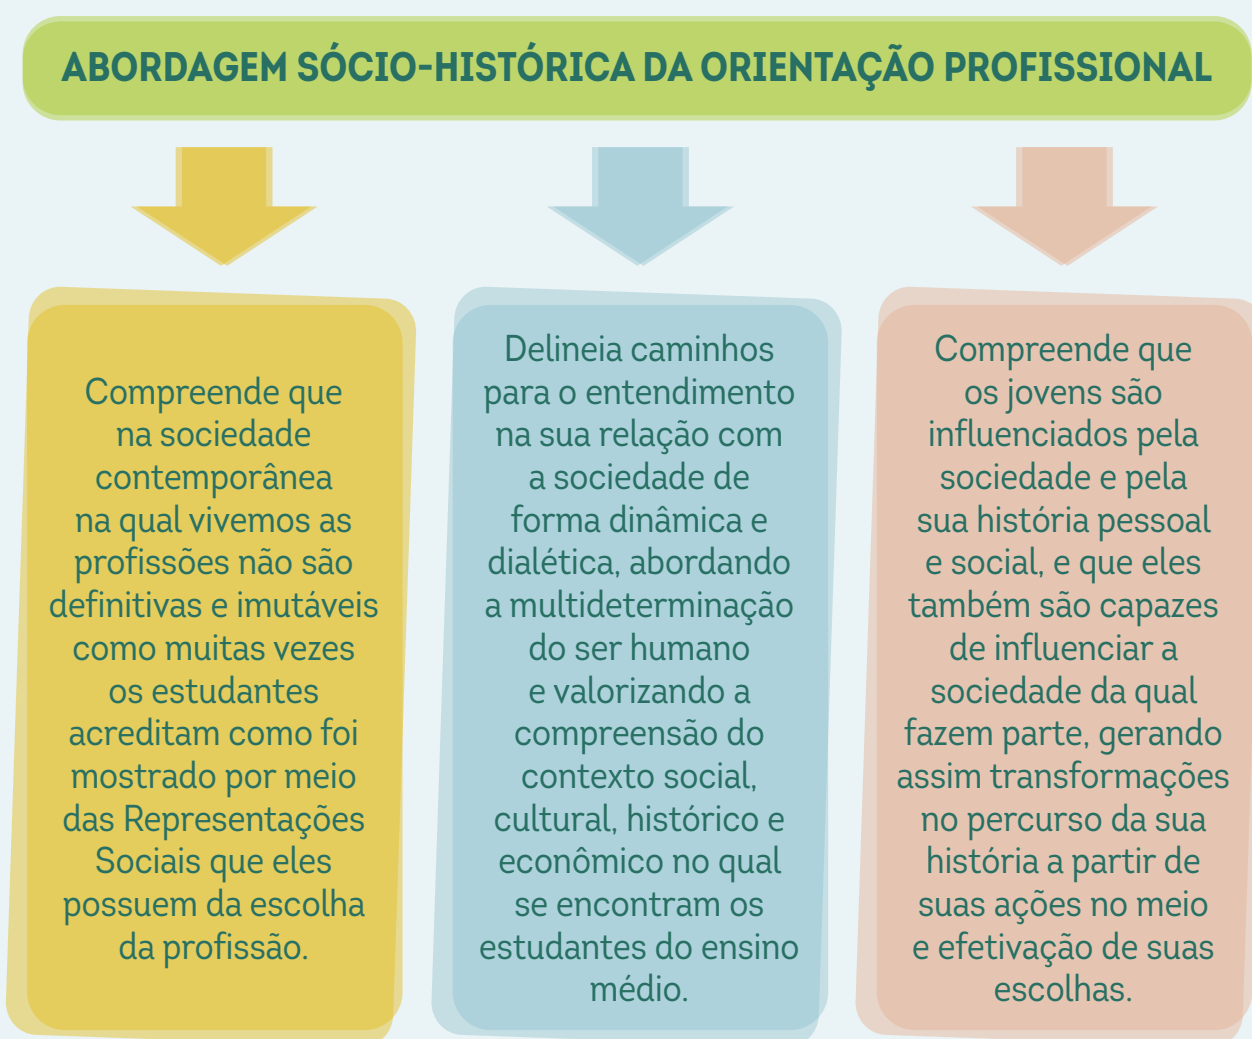 ABORDAGEM SÓCIO-HISTÓRICA DA ORIENTAÇÃO PROFISSIONAL
Compreende que
na sociedade
contemporânea
na qual vivemos as
profissões não são
definitivas e imutáveis
como muitas vezes
os estudantes
acreditam como foi
mostrado por meio
das Representações
Sociais que eles
possuem da escolha
da profissão.
Delineia caminhos
para o entendimento
na sua relação com
a sociedade de
forma dinâmica e
dialética, abordando
a multideterminação
do ser humano
e valorizando a
compreensão do
contexto social,
cultural, histórico e
econômico no qual
se encontram os
estudantes do ensino
médio.
Compreende que
os jovens são
influenciados pela
sociedade e pela
sua história pessoal
e social, e que eles
também são capazes
de influenciar a
sociedade da qual
fazem parte, gerando
assim transformações
no percurso da sua
história a partir de
suas ações no meio
e efetivação de suas
escolhas.